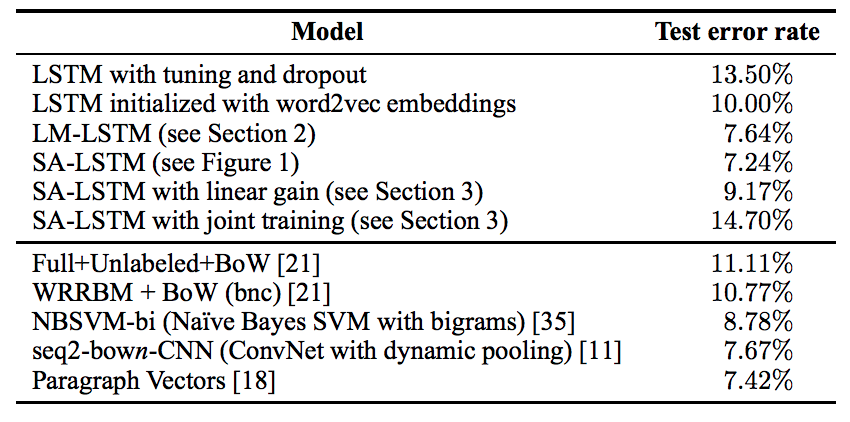 Model Test error rate
LSTM with tuning and dropout 13.50%
LSTM initialized with word2vec embeddings 10.00%
LM-LSTM (see Section 2) 7.64%
SA-LSTM (see Figure 1) 7.24%
SA-LSTM with linear gain (see Section 3) 9.17%
SA-LSTM with joint training (see Section 3) 14.70%
Full+Unlabeled+BoW [21] 11.11%
WRRBM + BoW (bnc) [21] 10.77%
NBSVM-bi (Naïve Bayes SVM with bigrams) [35] 8.78%
seq2-bown-CNN (ConvNet with dynamic pooling) [11] 7.67%
Paragraph Vectors [18] 7.42%